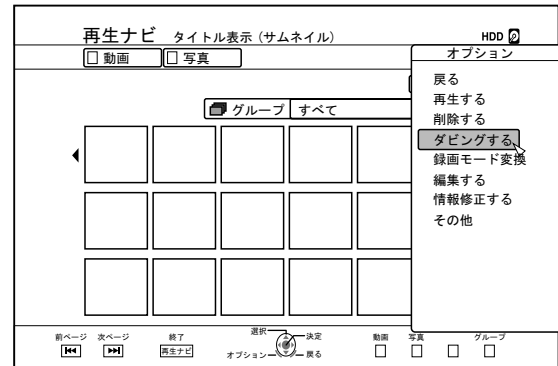 再生ナビ タイトル表示（サムネイル） HDD
動画 写真
グループ すべて
オプション
戻る
再生する
削除する
ダビングする
録画モード変換
編集する
情報修正する
その他
前ページ 次ページ 終了 選択 決定 動画 写真 グループ
再生ナビ オプション 戻る